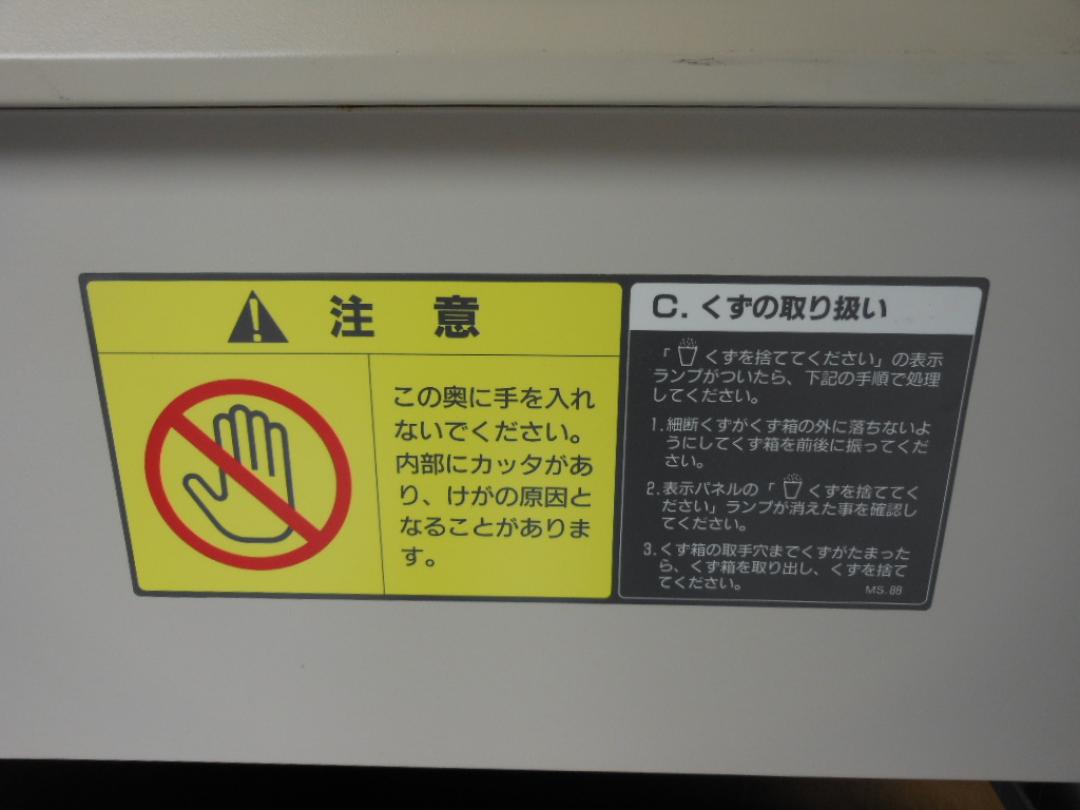 注意
この奥に手を入れ
ないでください。
内部にカッタがあ
り、けがの原因と
なることがありま
す。
C. くずの取り扱い
「くずを捨ててください」の表示
ランプがついたら、下記の手順で処理
してください。
1.細断くずがくず箱の外に落ちないよ
うにしてくず箱を前後に振ってくだ
さい。
2.表示パネルの「くずを捨ててく
ださい」ランプが消えた事を確認し
てください。
3.くず箱の取手穴までくずがたまった
ら、くず箱を取り出し、くずを捨て
てください。
MS.88